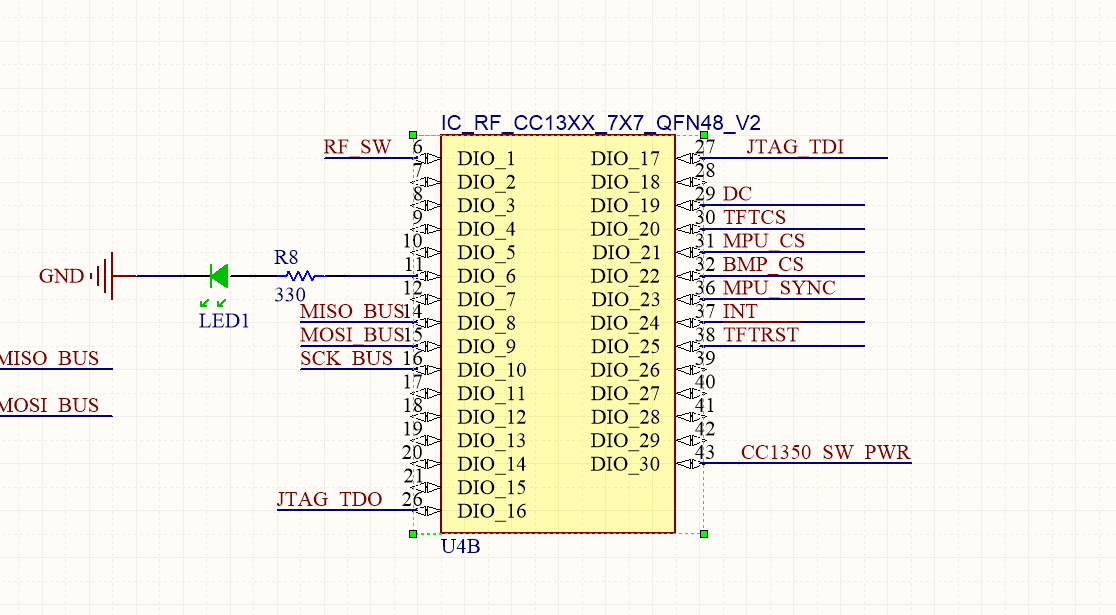 IC_RF_CC13XX_7X7_QFN48_V2
RF_SW 6 DIO_1 DIO_17 27 JTAG_TDI
7 DIO_2 DIO_18 28
8 DIO_3 DIO_19 29 DC
9 DIO_4 DIO_20 30 TFTCS
10 DIO_5 DIO_21 31 MPU_CS
GND R8 11 DIO_6 DIO_22 32 BMP_CS
330 12 DIO_7 DIO_23 36 MPU_SYNC
LED1 MISO_BUS 14 DIO_8 DIO_24 37 INT
MOSI_BUS 15 DIO_9 DIO_25 38 TFTRST
MISO_BUS SCK_BUS 16 DIO_10 DIO_26 39
17 DIO_11 DIO_27 40
MOSI_BUS 18 DIO_12 DIO_28 41
19 DIO_13 DIO_29 42
20 DIO_14 DIO_30 43 CC1350_SW_PWR
21 DIO_15
JTAG_TDO 26 DIO_16
U4B